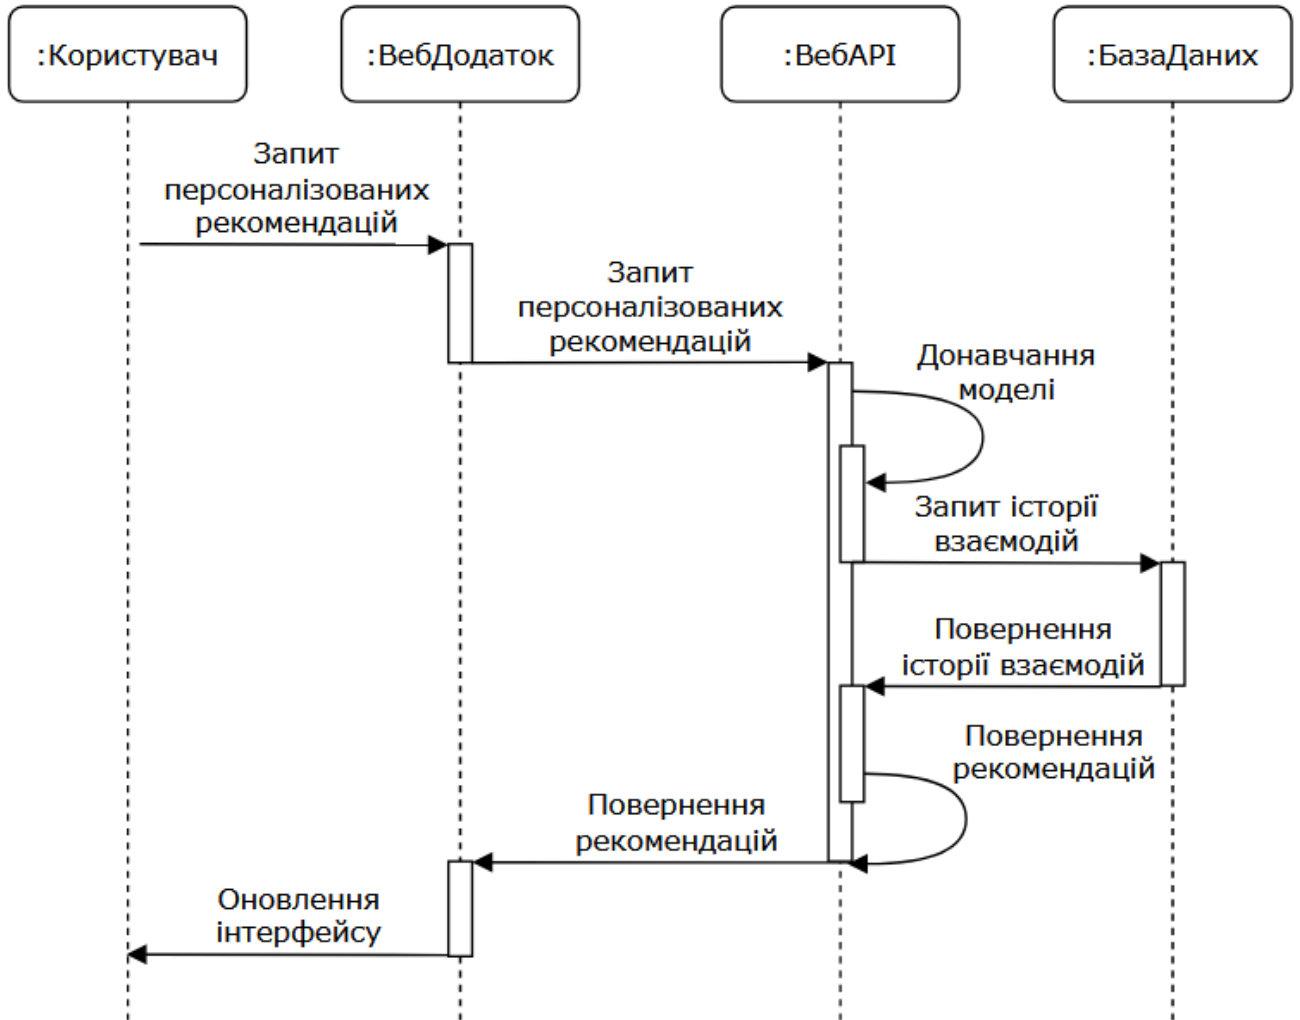 :Користувач
:ВебДодаток
:ВебАРІ
:БазаДаних
Запит
персоналізованих
рекомендацій
Запит
персоналізованих
рекомендацій
Донавчання
моделі
Запит історії
взаємодій
Повернення
історії взаємодій
Повернення
рекомендацій
Повернення
рекомендацій
Оновлення
інтерфейсу